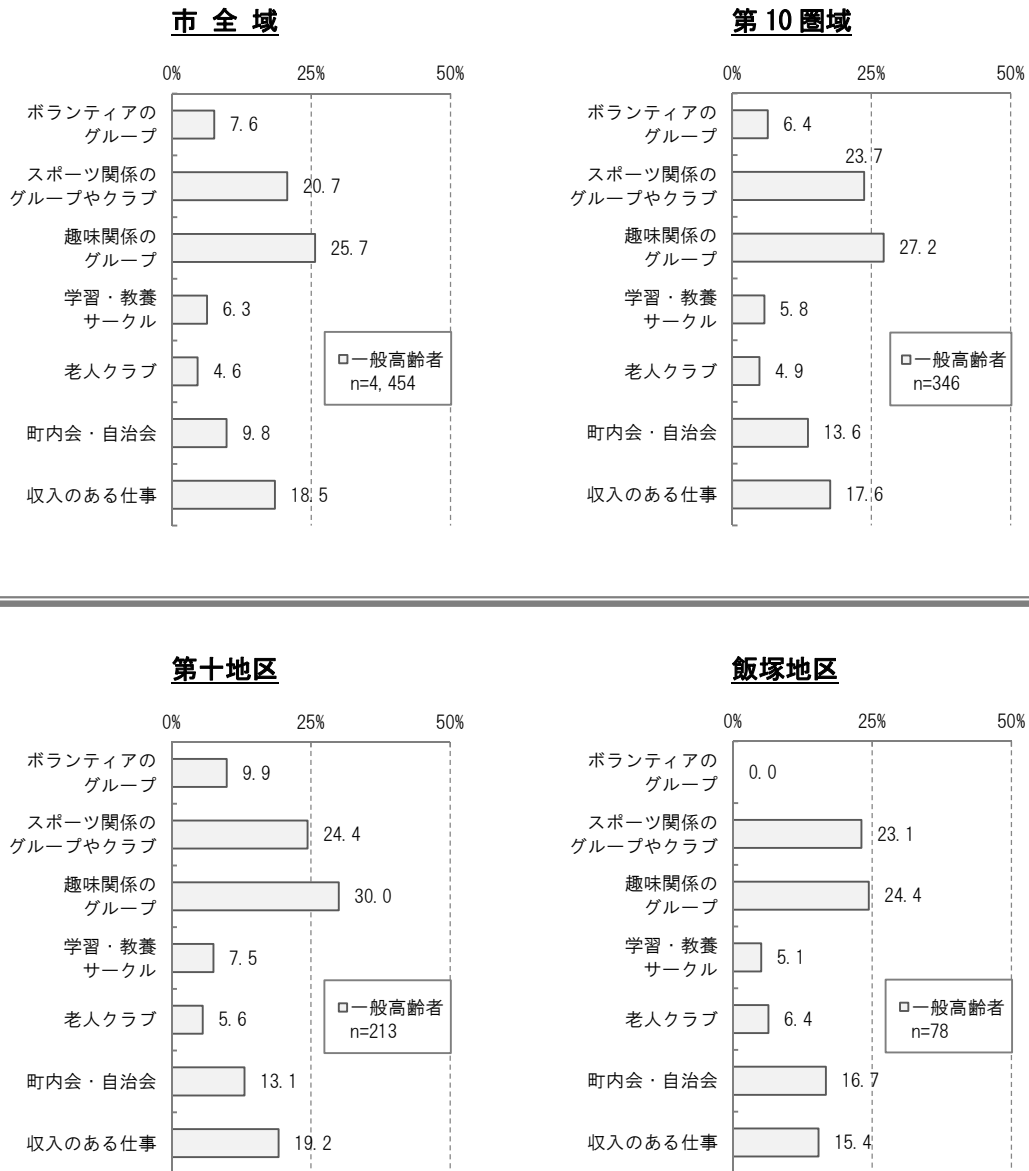 市 全 域
0% 25% 50%
ボランティアの
グループ
7.6
スポーツ関係の
グループやクラブ
20.7
趣味関係の
グループ
25.7
学習・教養
サークル
6.3
老人クラブ
4.6
町内会・自治会
9.8
収入のある仕事
18.5
一般高齢者
n=4,454
第10圏域
0% 25% 50%
ボランティアの
グループ
6.4
スポーツ関係の
グループやクラブ
23.7
趣味関係の
グループ
27.2
学習・教養
サークル
5.8
老人クラブ
4.9
町内会・自治会
13.6
収入のある仕事
17.6
一般高齢者
n=346
第十地区
0% 25% 50%
ボランティアの
グループ
9.9
スポーツ関係の
グループやクラブ
24.4
趣味関係の
グループ
30.0
学習・教養
サークル
7.5
老人クラブ
5.6
町内会・自治会
13.1
収入のある仕事
19.2
一般高齢者
n=213
飯塚地区
0% 25% 50%
ボランティアの
グループ
0.0
スポーツ関係の
グループやクラブ
23.1
趣味関係の
グループ
24.4
学習・教養
サークル
5.1
老人クラブ
6.4
町内会・自治会
16.7
収入のある仕事
15.4
一般高齢者
n=78